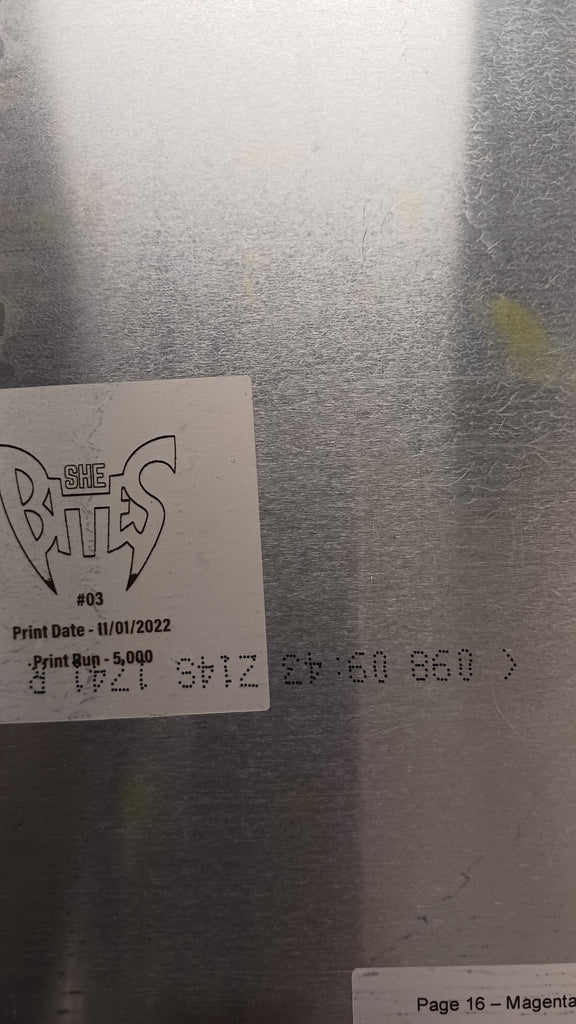 SHE
BITES
#03
Print Date - 11/01/2022
Print Run - 5,000
Page 16 – Magenta